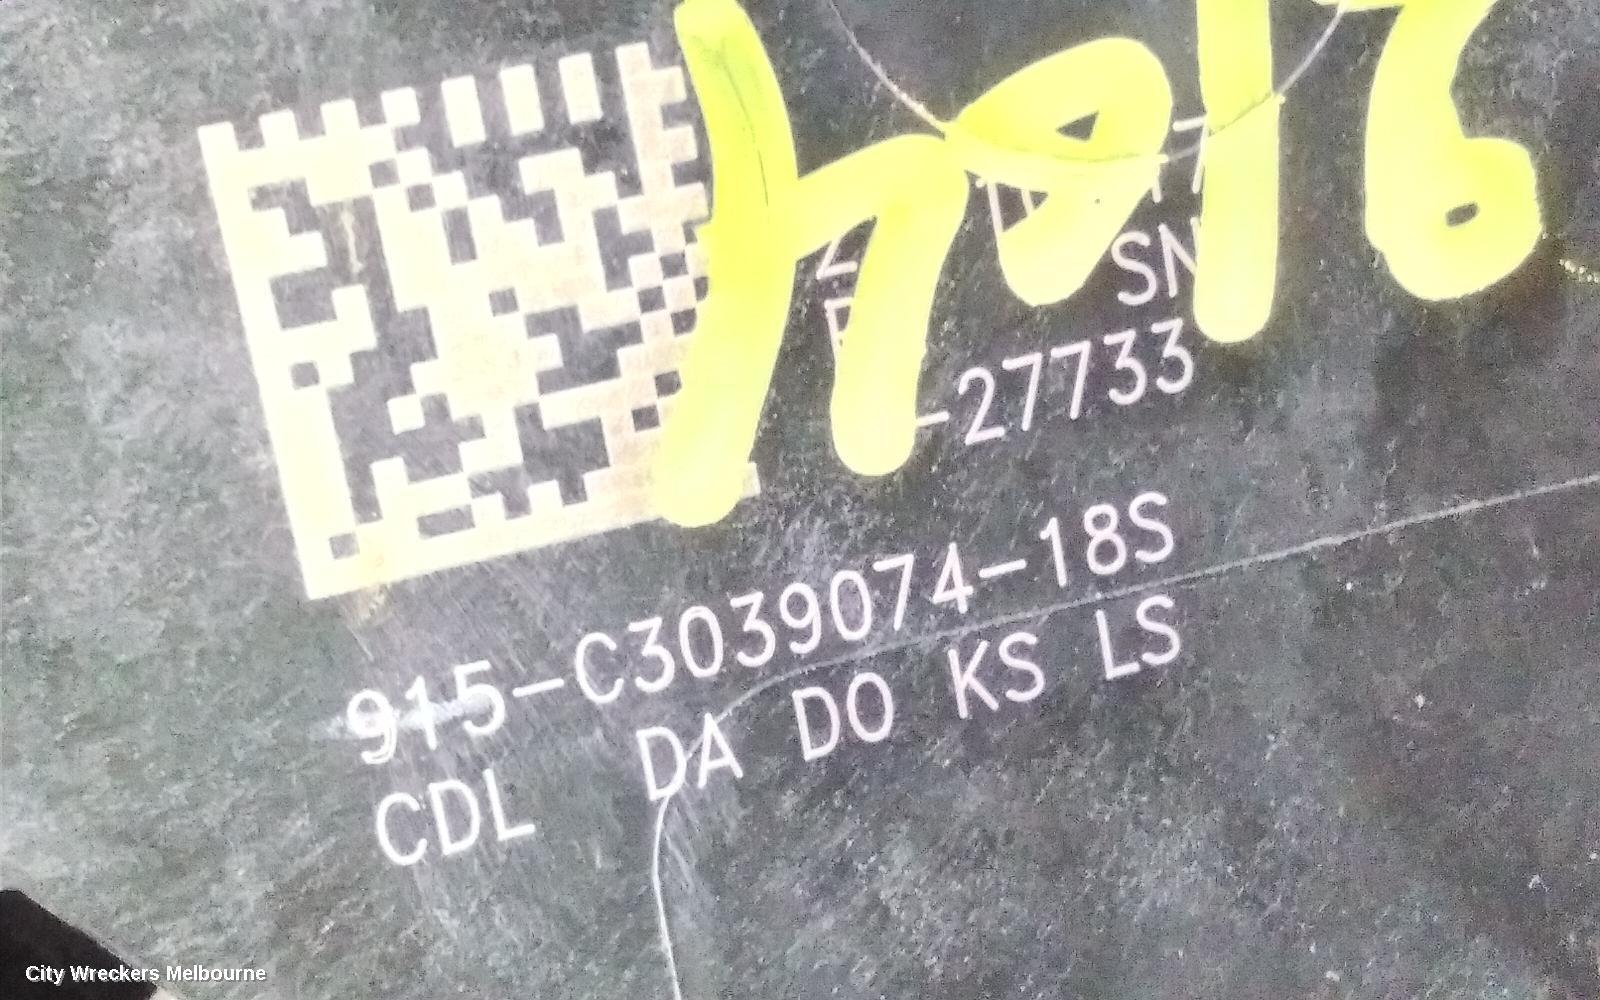 SN
-27733
915-C3039074-18S
CDL DA DO KS LS
City Wreckers Melbourne